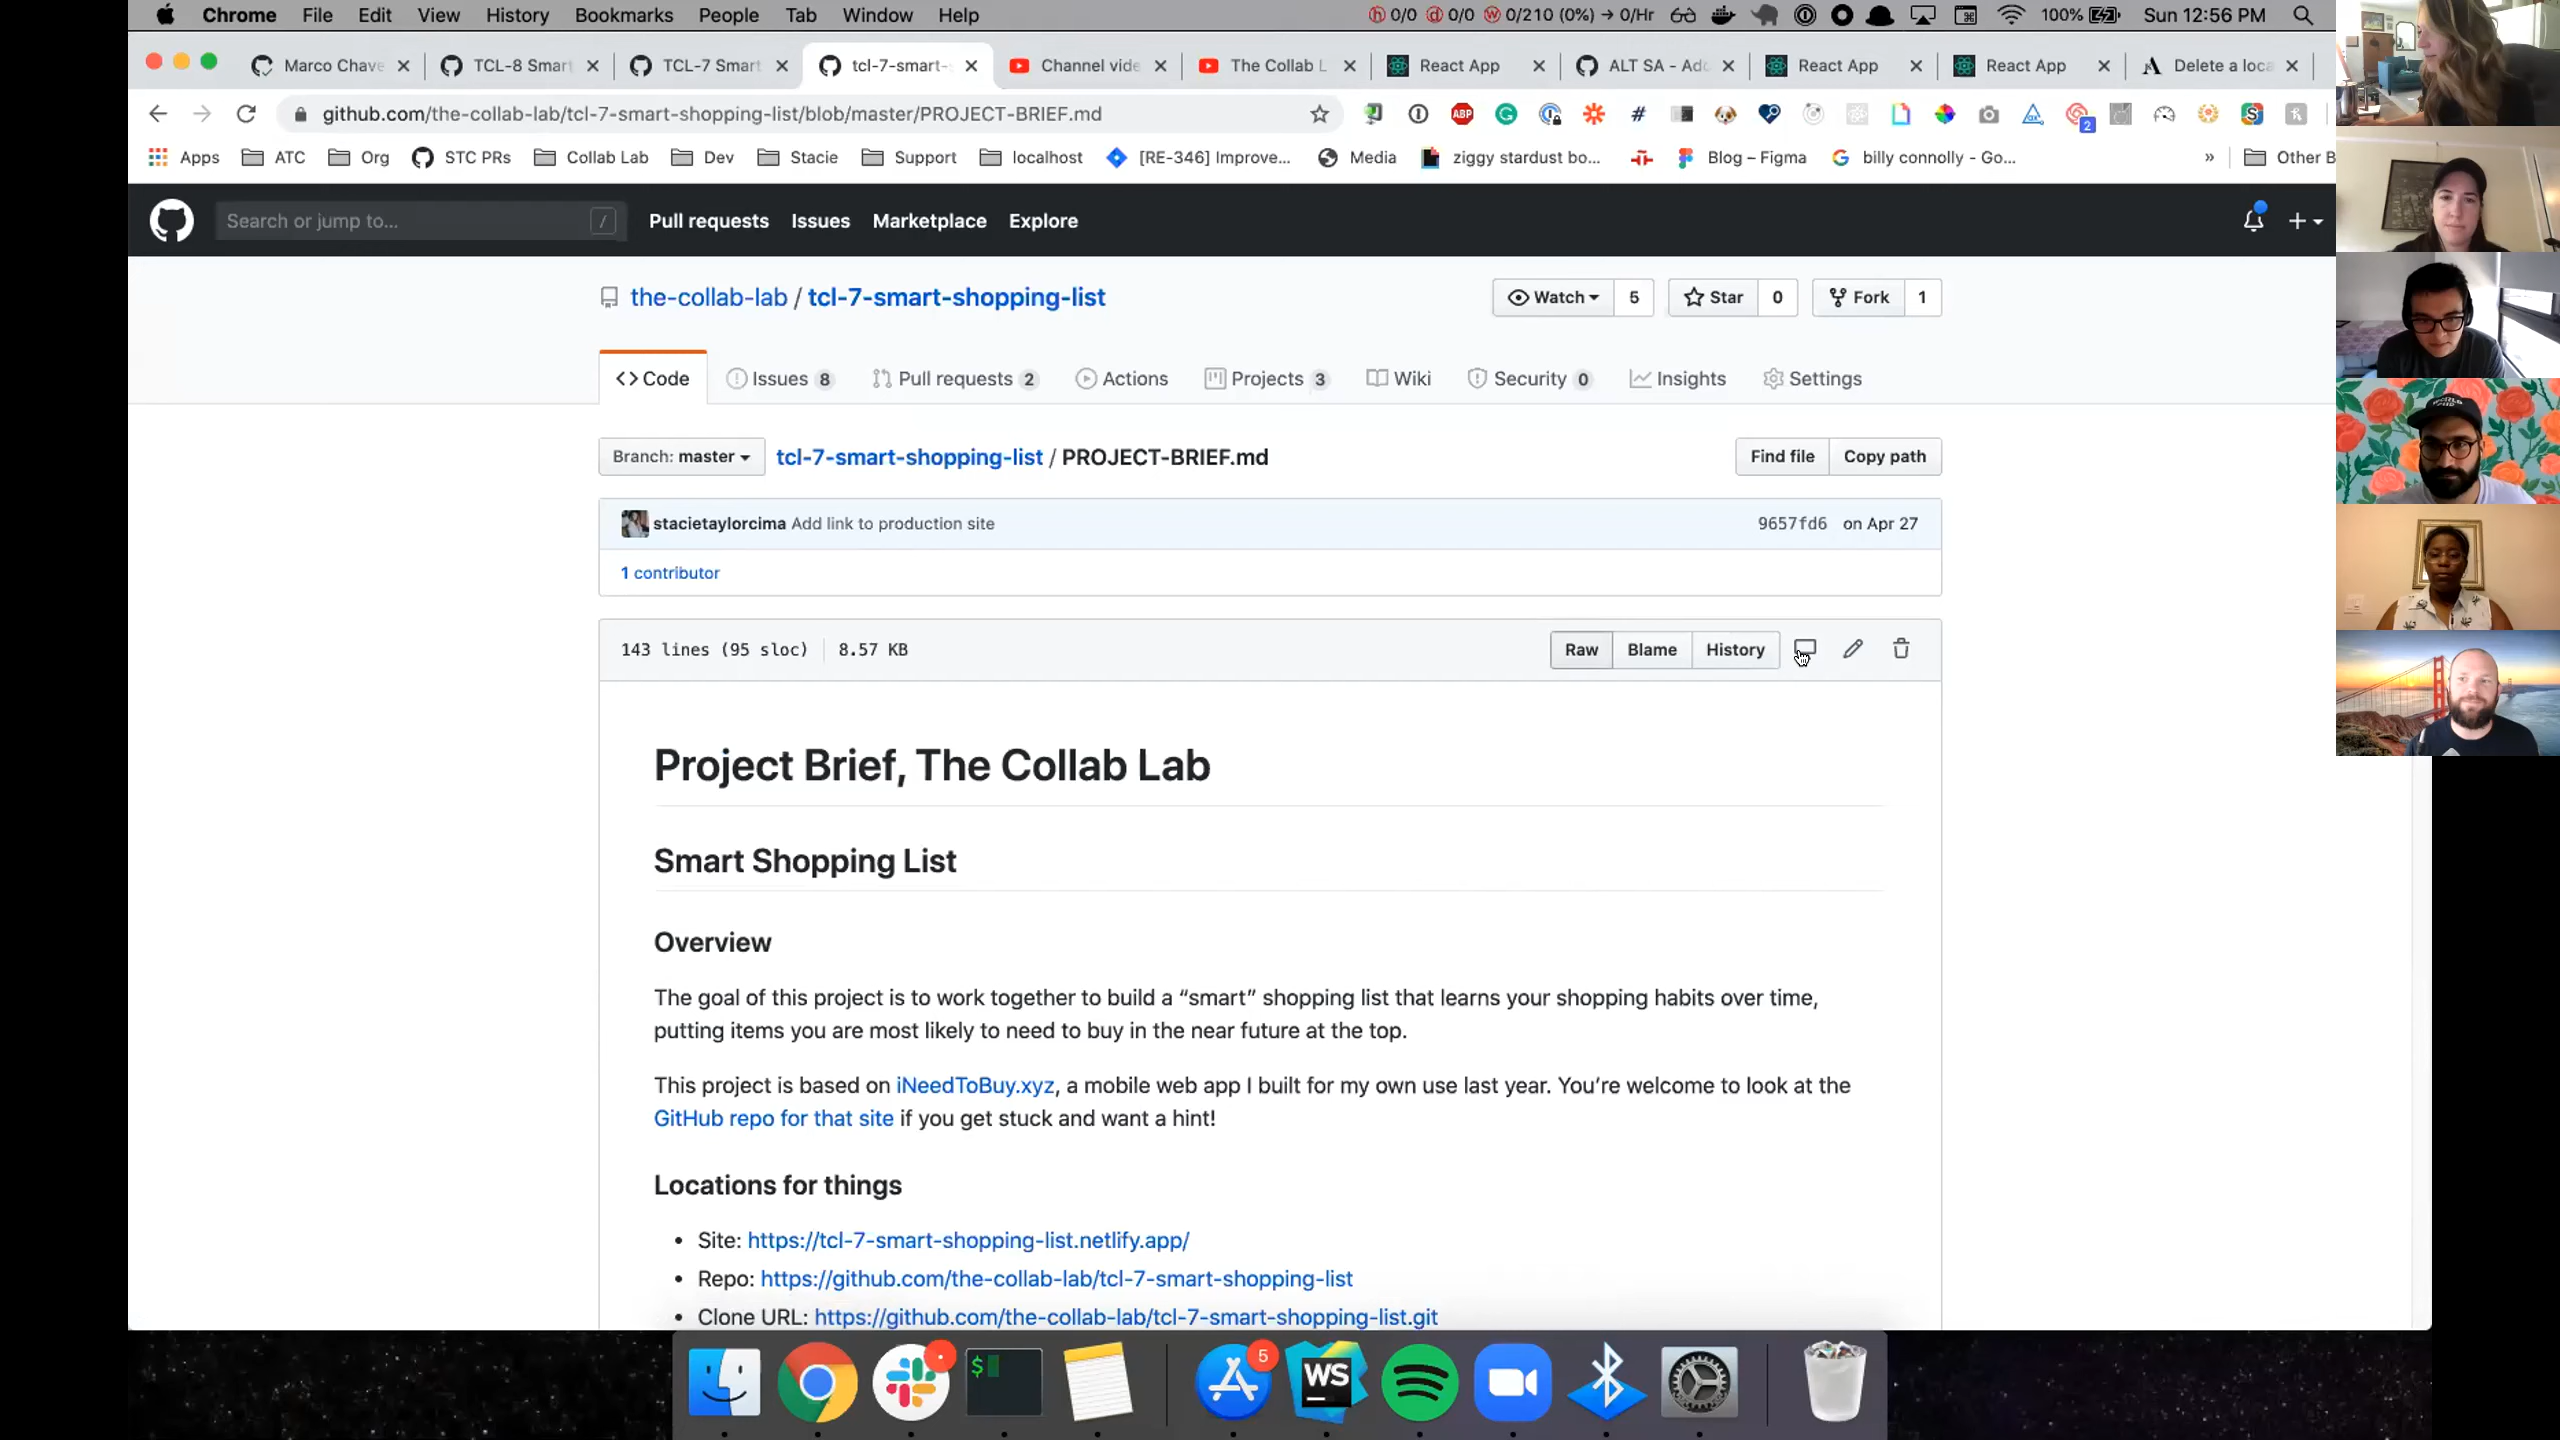 Chrome File Edit View History Bookmarks People Tab Window Help
0/0 0/0 0/210 (0%) → 0/Hr 100% Sun 12:56 PM
Marco Chave TCL-8 Smart TCL-7 Smart tcl-7-smart- Channel vide The Collab L React App ALT SA - Add React App React App Delete a loca
github.com/the-collab-lab/tcl-7-smart-shopping-list/blob/master/PROJECT-BRIEF.md
ABP # 2
Apps ATC Org STC PRs Collab Lab Dev Stacie Support localhost [RE-346] Improve... Media ziggy stardust bo... Blog – Figma billy connolly - Go... » Other B
Search or jump to... / Pull requests Issues Marketplace Explore
the-collab-lab / tcl-7-smart-shopping-list
Watch 5 Star 0 Fork 1
Code Issues 8 Pull requests 2 Actions Projects 3 Wiki Security 0 Insights Settings
Branch: master tcl-7-smart-shopping-list / PROJECT-BRIEF.md Find file Copy path
stacietaylorcima Add link to production site 9657fd6 on Apr 27
1 contributor
143 lines (95 sloc) 8.57 KB Raw Blame History
Project Brief, The Collab Lab
Smart Shopping List
Overview
The goal of this project is to work together to build a “smart” shopping list that learns your shopping habits over time,
putting items you are most likely to need to buy in the near future at the top.
This project is based on iNeedToBuy.xyz, a mobile web app I built for my own use last year. You’re welcome to look at the
GitHub repo for that site if you get stuck and want a hint!
Locations for things
• Site: https://tcl-7-smart-shopping-list.netlify.app/
• Repo: https://github.com/the-collab-lab/tcl-7-smart-shopping-list
• Clone URL: https://github.com/the-collab-lab/tcl-7-smart-shopping-list.git
$ 5 WS